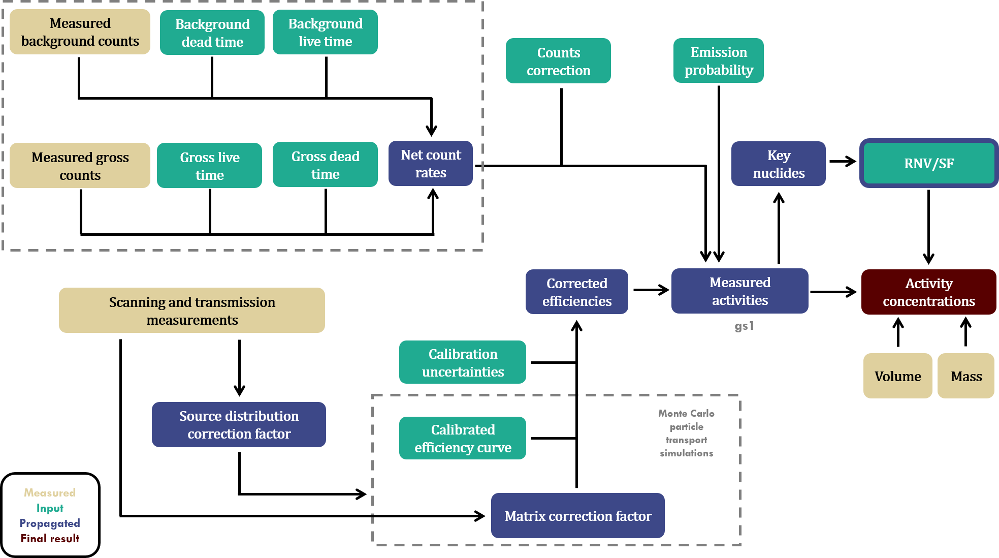 Measured
background counts
Background
dead time
Background
live time
Counts
correction
Emission
probability
Measured gross
counts
Gross live
time
Gross dead
time
Net count
rates
Key
nuclides
RNV/SF
Corrected
efficiencies
Measured
activities
gs1
Activity
concentrations
Scanning and transmission
measurements
Calibration
uncertainties
Volume
Mass
Source distribution
correction factor
Calibrated
efficiency curve
Monte Carlo
particle
transport
simulations
Matrix correction factor
Measured
Input
Propagated
Final result